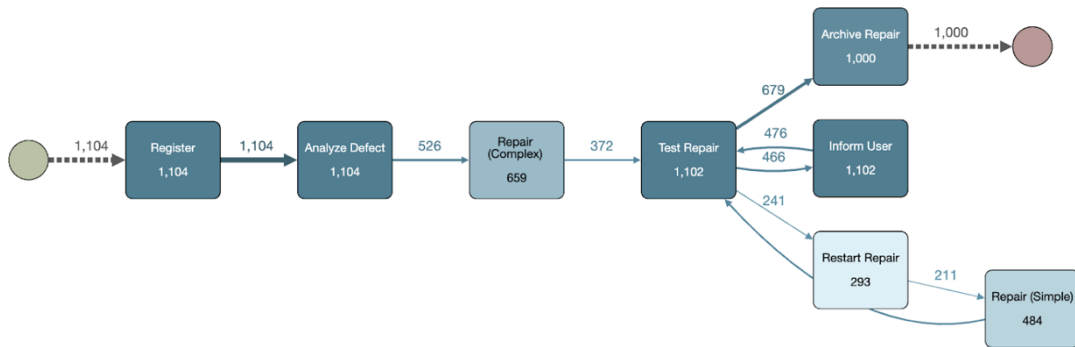 Archive Repair
1,000
1,000
679
1,104
Register
1,104
1,104
Analyze Defect
1,104
526
Repair
(Complex)
659
372
Test Repair
1,102
476
466
Inform User
1,102
241
Restart Repair
293
211
Repair (Simple)
484